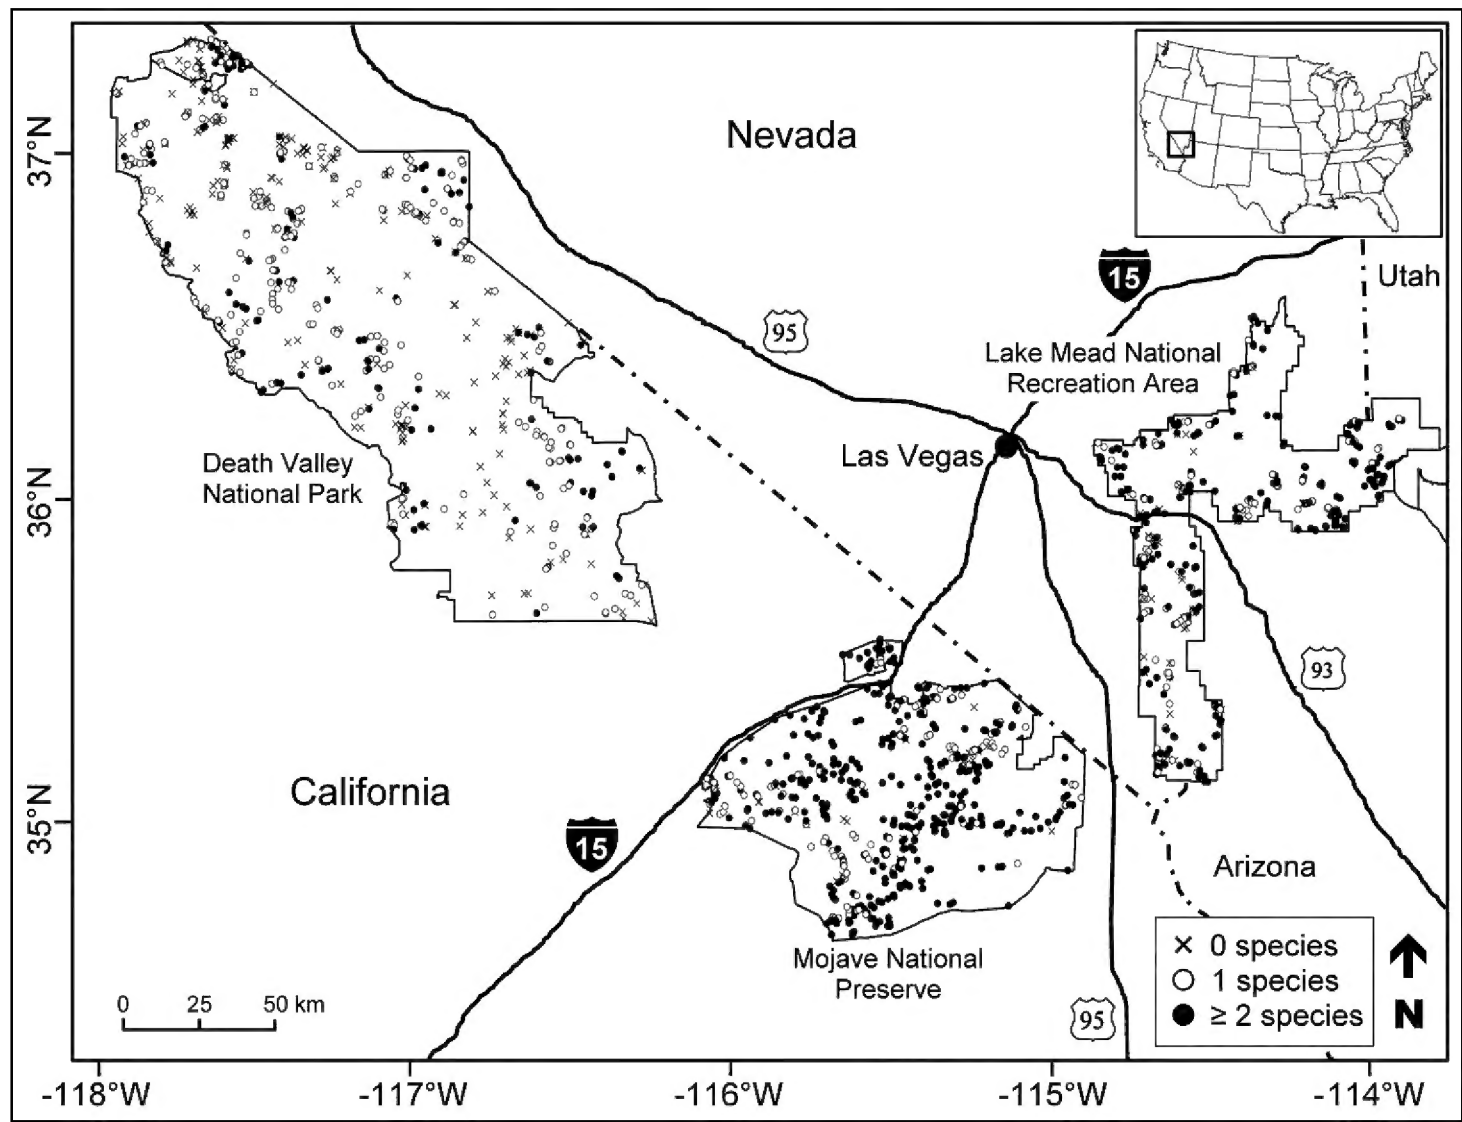 Nevada
37°N
15
Utah
95
Lake Mead National
Recreation Area
Las Vegas
Death Valley
National Park
36°N
93
California
35°N
15
Arizona
Mojave National
Preserve
0 species
1 species
≥ 2 species
N
0 25 50 km
95
-118°W -117°W -116°W -115°W -114°W